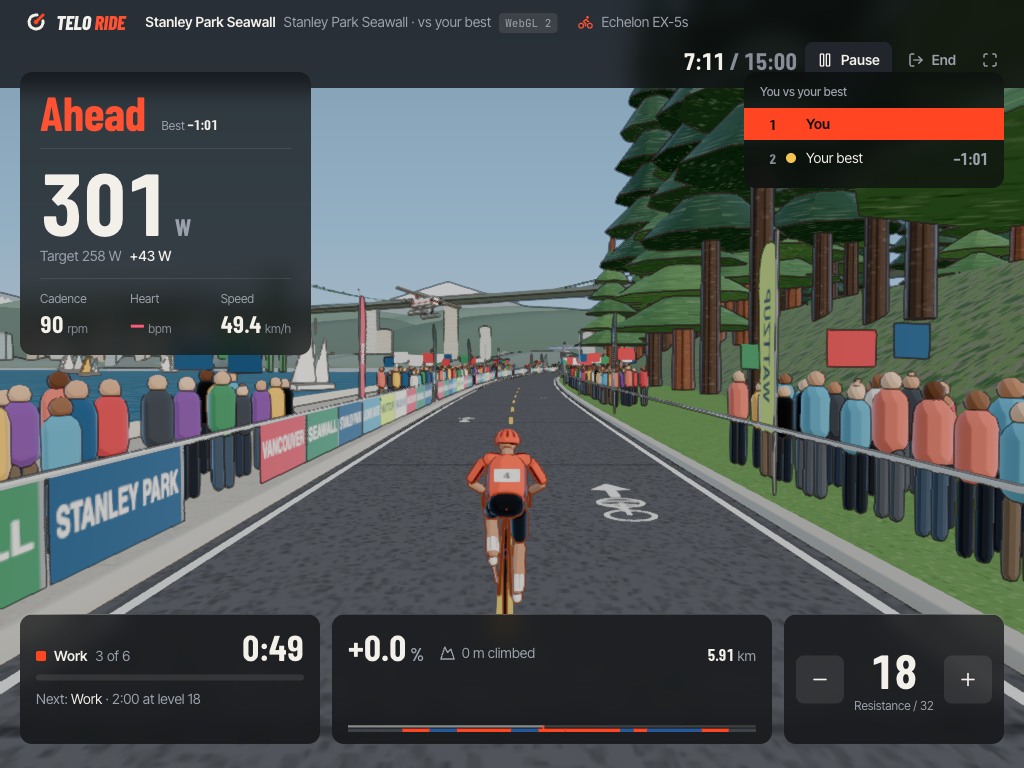 TELO RIDE Stanley Park Seawall Stanley Park Seawall · vs your best WebGL 2 Echelon EX-5s
7:11 / 15:00 Pause End
Ahead Best −1:01
You vs your best
1 You
2 Your best −1:01
301 W
Target 258 W +43 W
Cadence Heart Speed
90 rpm — bpm 49.4 km/h
VANCOUVER
SEAWALL
STANLEY PARK
LL
4
Work 3 of 6 0:49
Next: Work · 2:00 at level 18
+0.0 % 0 m climbed 5.91 km
− 18 +
Resistance / 32